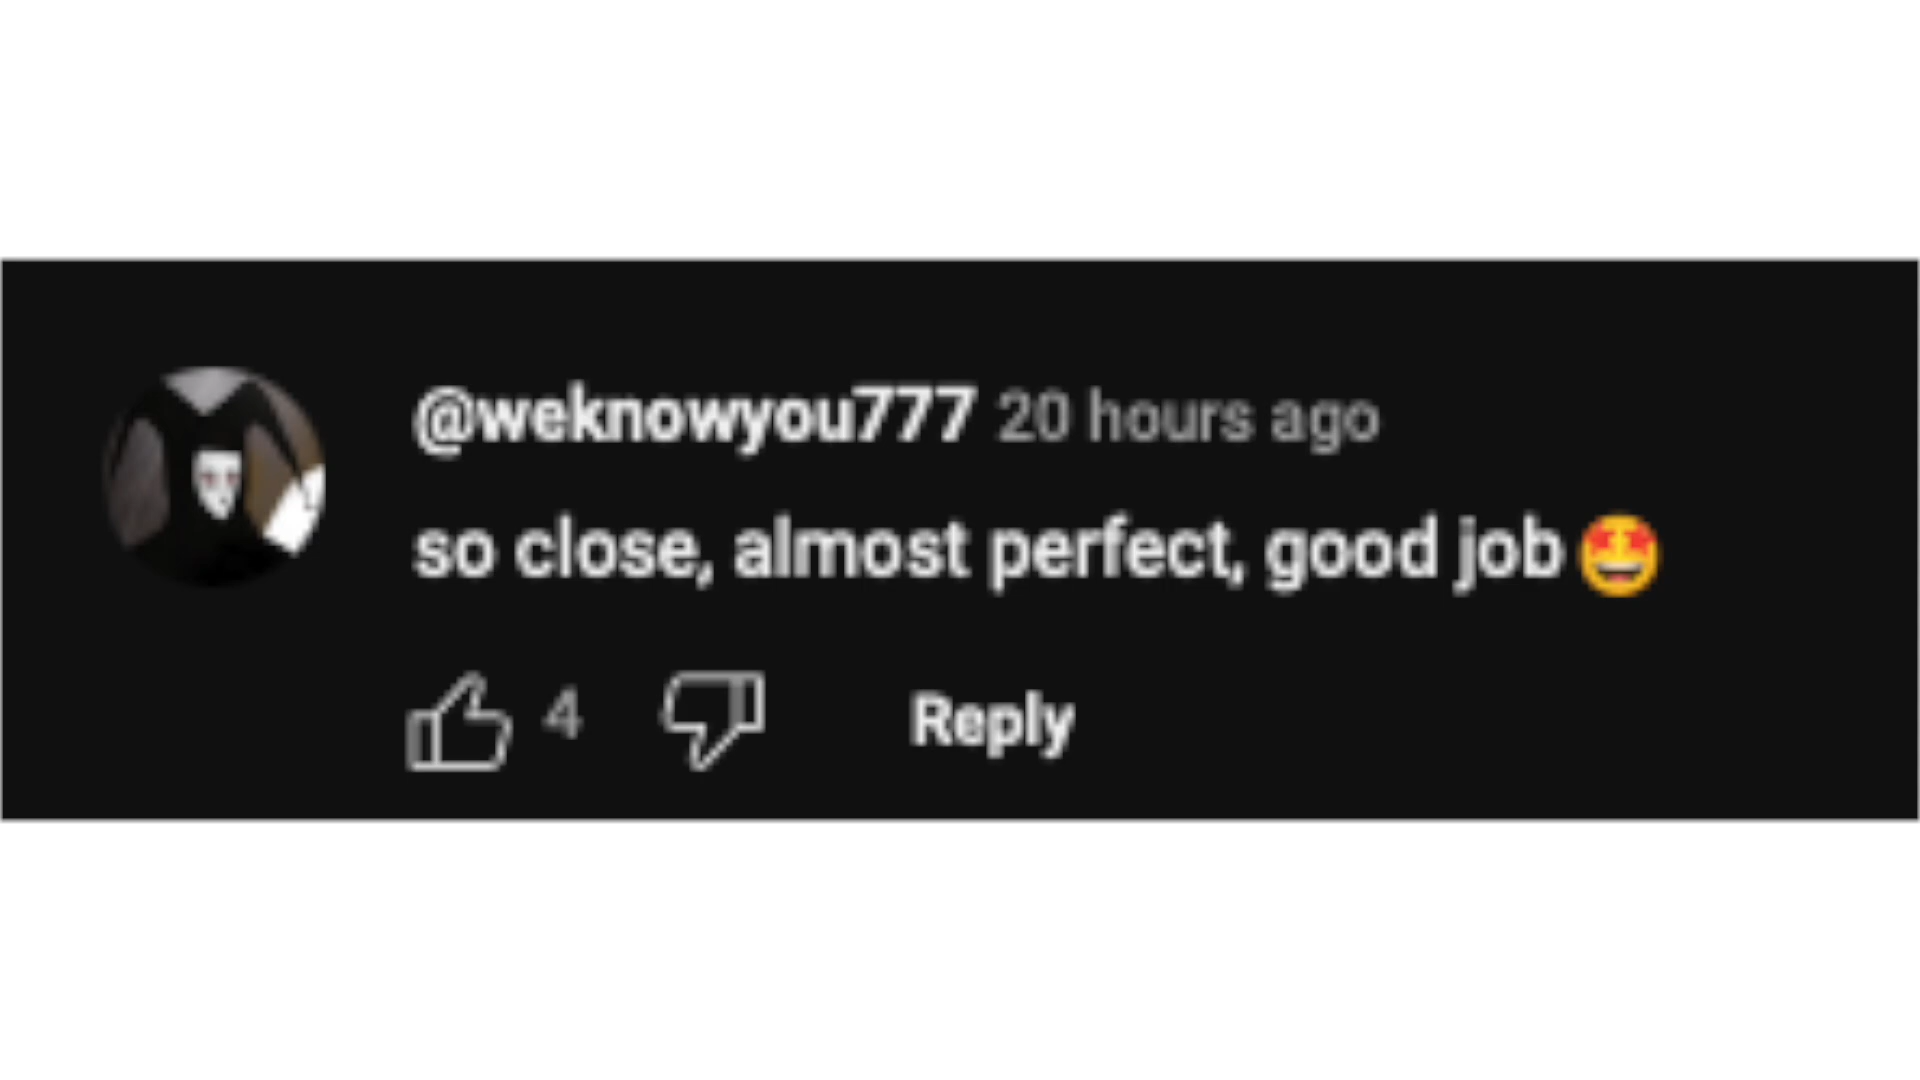 @weknowyou777 20 hours ago
so close, almost perfect, good job🤩
4 Reply